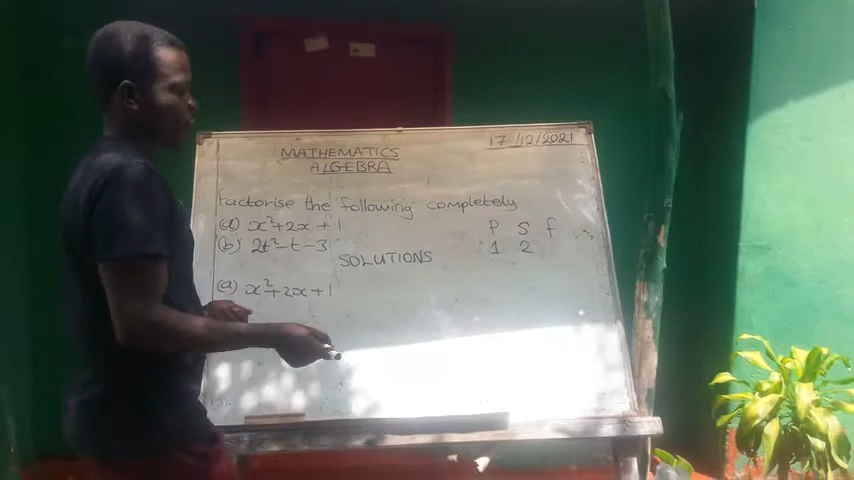 MATHEMATICS
17/12/2021
ALGEBRA
Factorise the following completely.
(a) x²+2x+1
P S f
(b) 2t²-t-3
1 2
SOLUTIONS
(a) x²+2x+1